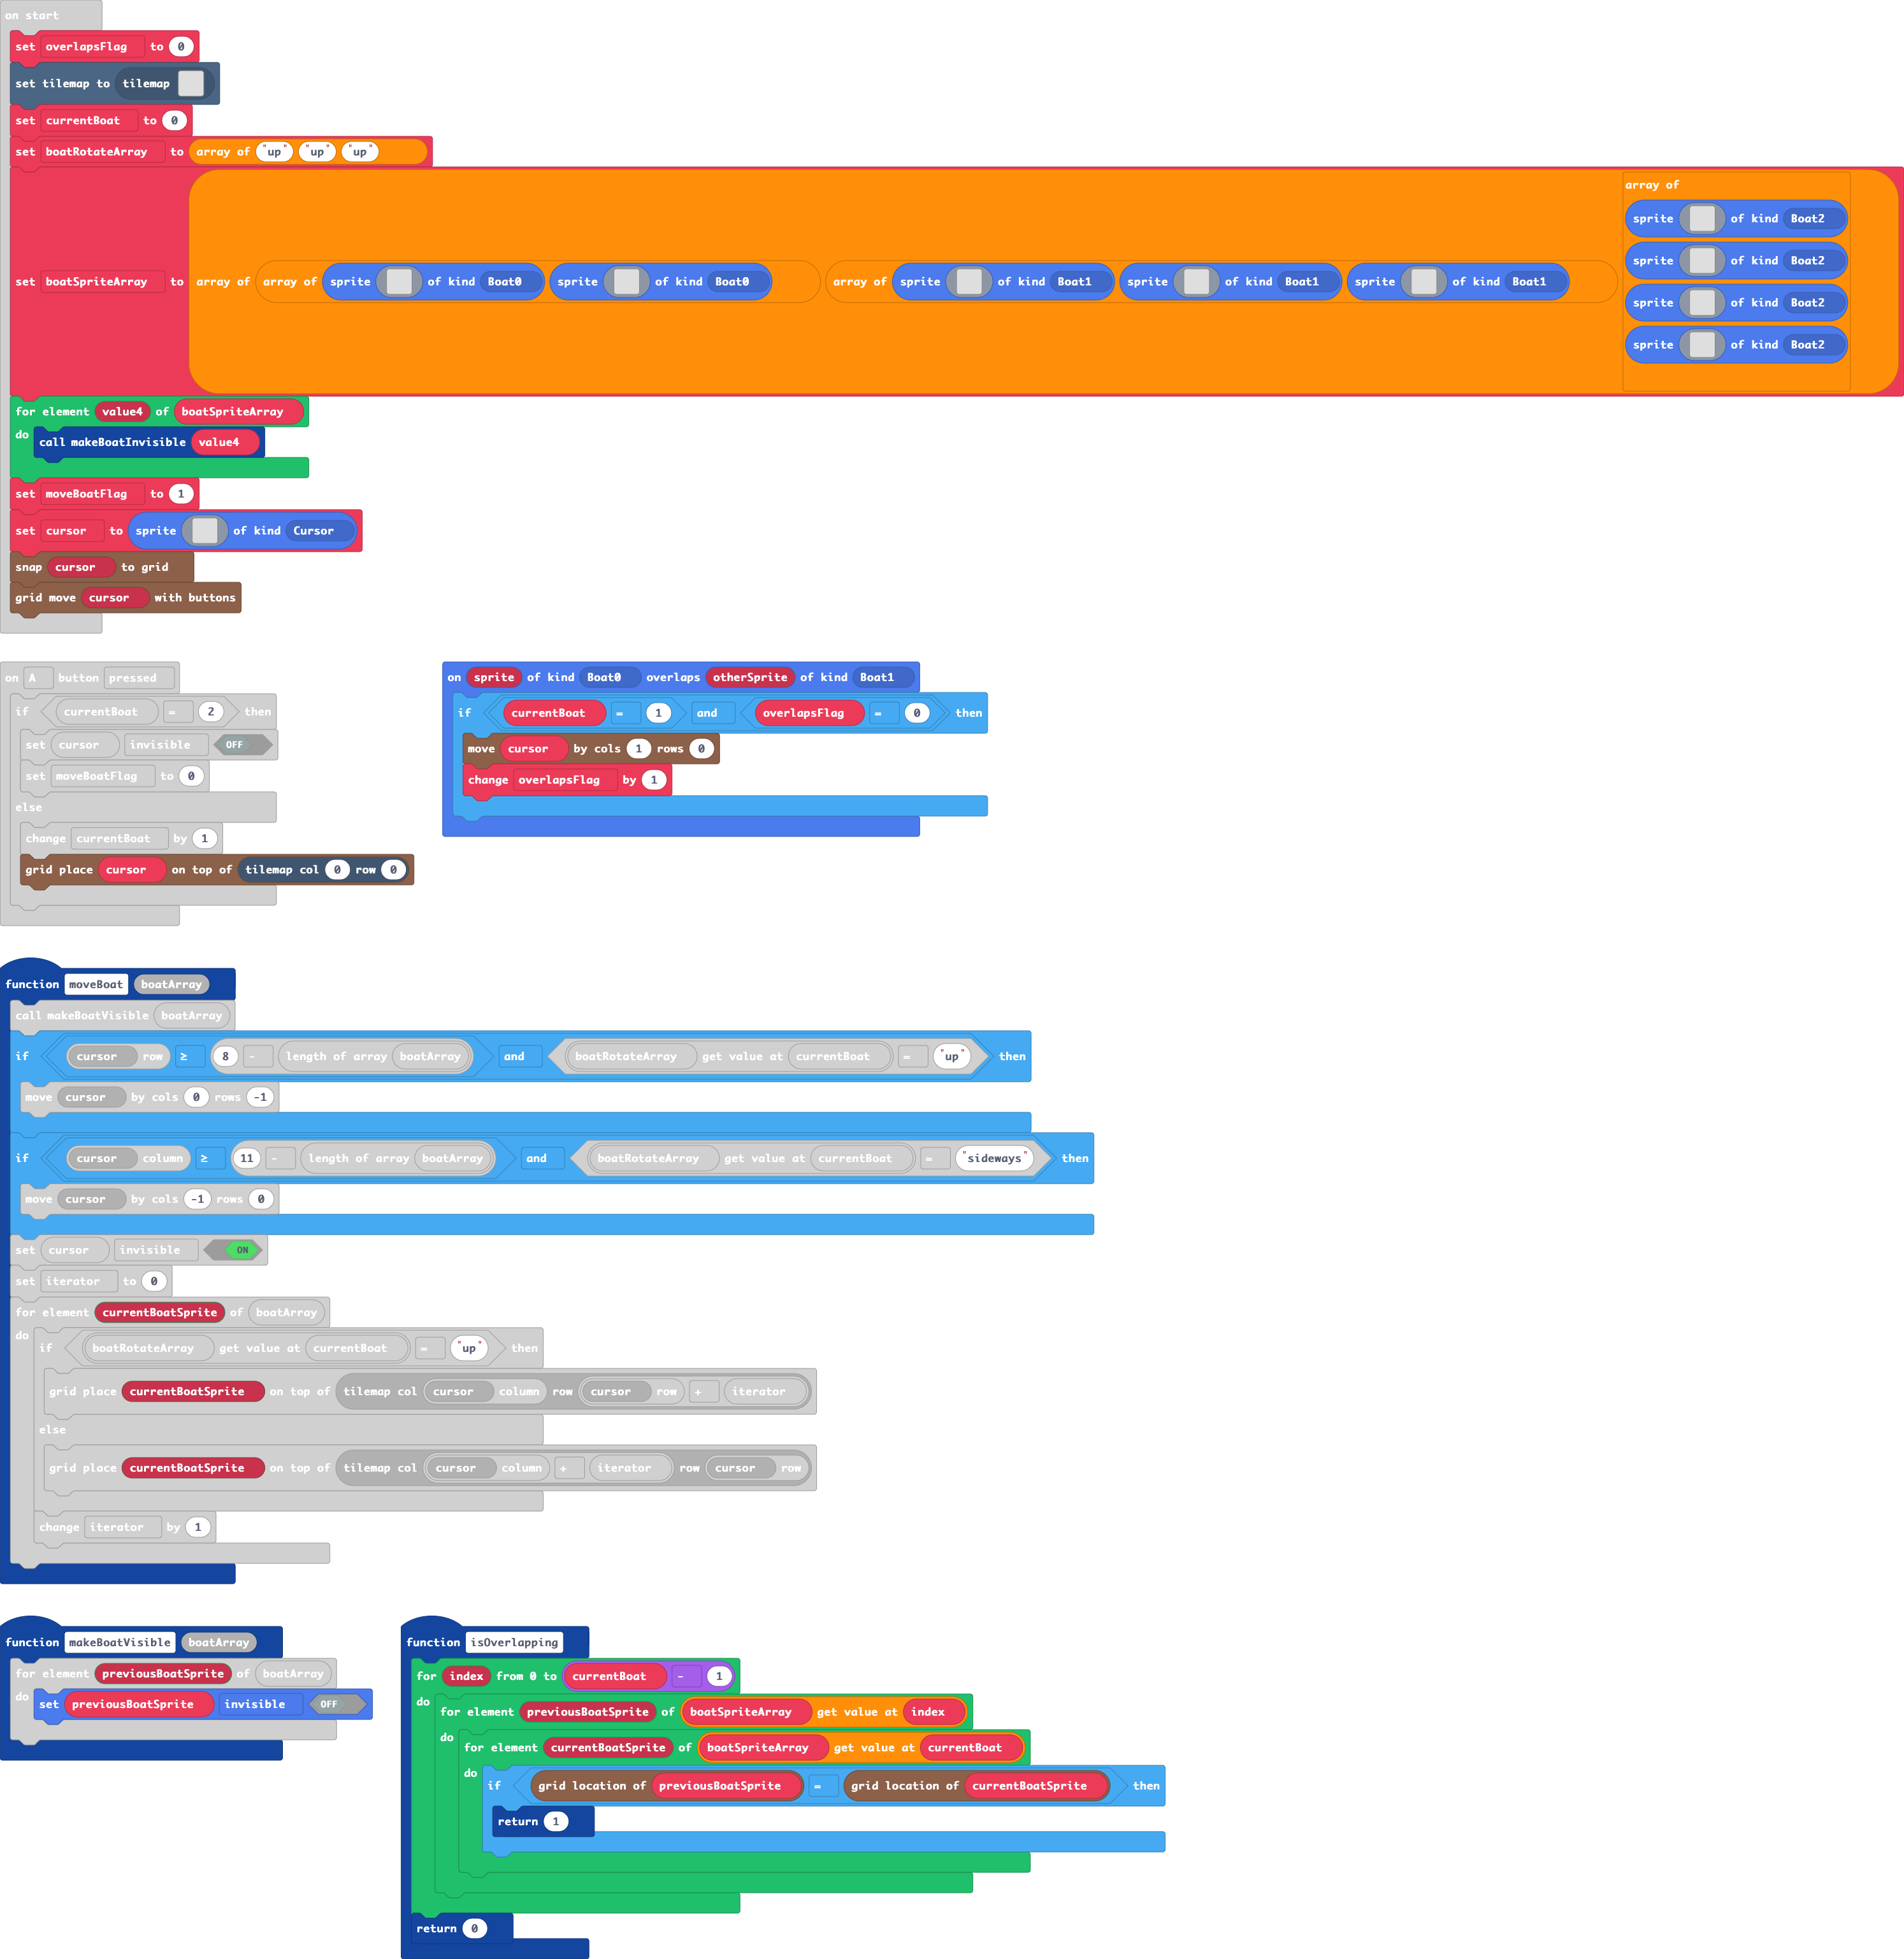 on start
set overlapsFlag to 0
set tilemap to tilemap
set currentBoat to 0
set boatRotateArray to array of "up" "up" "up"
array of
sprite of kind Boat2
sprite of kind Boat2
set boatSpriteArray to array of array of sprite of kind Boat0 sprite of kind Boat0 array of sprite of kind Boat1 sprite of kind Boat1 sprite of kind Boat1
sprite of kind Boat2
sprite of kind Boat2
for element value4 of boatSpriteArray
do call makeBoatInvisible value4
set moveBoatFlag to 1
set cursor to sprite of kind Cursor
snap cursor to grid
grid move cursor with buttons
on A button pressed
if currentBoat = 2 then
set cursor invisible OFF
set moveBoatFlag to 0
else
change currentBoat by 1
grid place cursor on top of tilemap col 0 row 0
on sprite of kind Boat0 overlaps otherSprite of kind Boat1
if currentBoat = 1 and overlapsFlag = 0 then
move cursor by cols 1 rows 0
change overlapsFlag by 1
function moveBoat boatArray
call makeBoatVisible boatArray
if cursor row ≥ 8 - length of array boatArray and boatRotateArray get value at currentBoat = "up" then
move cursor by cols 0 rows -1
if cursor column ≥ 11 - length of array boatArray and boatRotateArray get value at currentBoat = "sideways" then
move cursor by cols -1 rows 0
set cursor invisible ON
set iterator to 0
for element currentBoatSprite of boatArray
do if boatRotateArray get value at currentBoat = "up" then
grid place currentBoatSprite on top of tilemap col cursor column row cursor row + iterator
else
grid place currentBoatSprite on top of tilemap col cursor column + iterator row cursor row
change iterator by 1
function makeBoatVisible boatArray
for element previousBoatSprite of boatArray
do set previousBoatSprite invisible OFF
function isOverlapping
for index from 0 to currentBoat - 1
do for element previousBoatSprite of boatSpriteArray get value at index
do for element currentBoatSprite of boatSpriteArray get value at currentBoat
do if grid location of previousBoatSprite = grid location of currentBoatSprite then
return 1
return 0